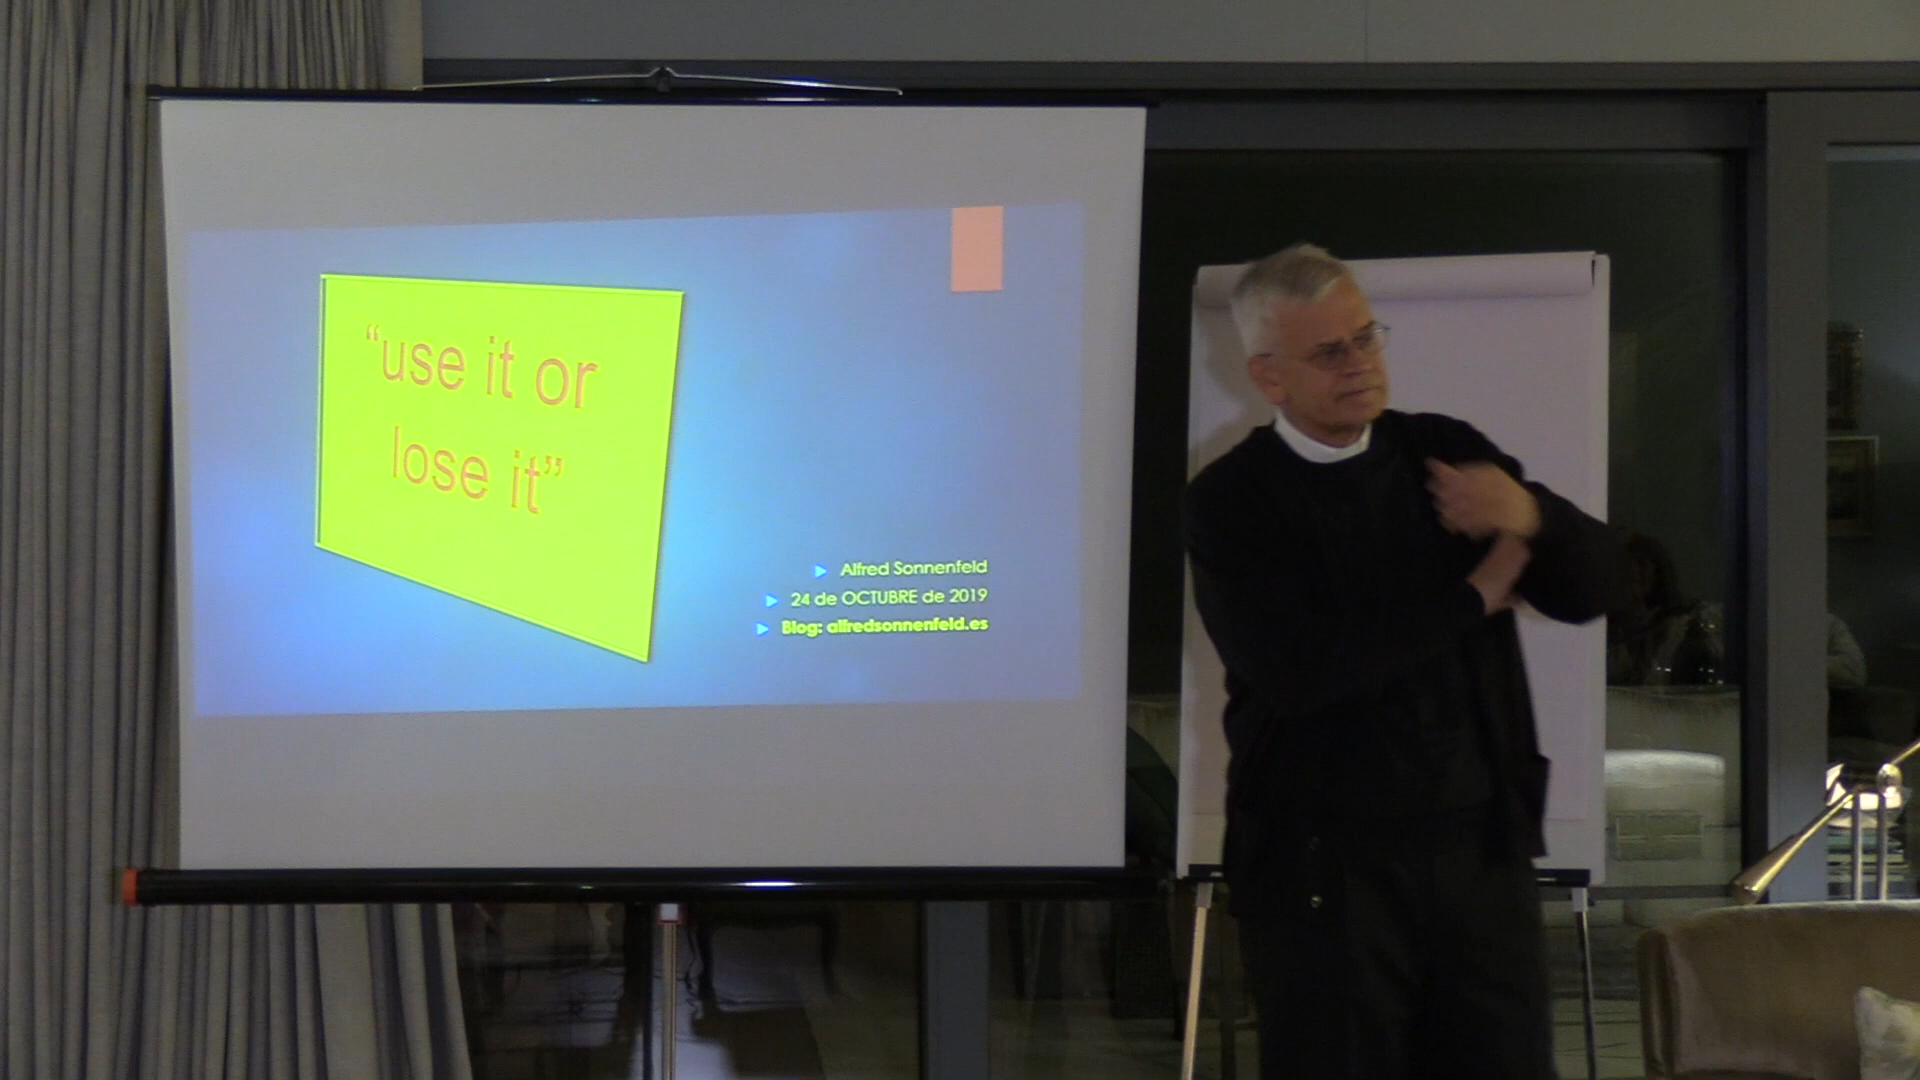 “use it or
lose it”
Alfred Sonnenfeld
24 de OCTUBRE de 2019
Blog: alfredsonnenfeld.es